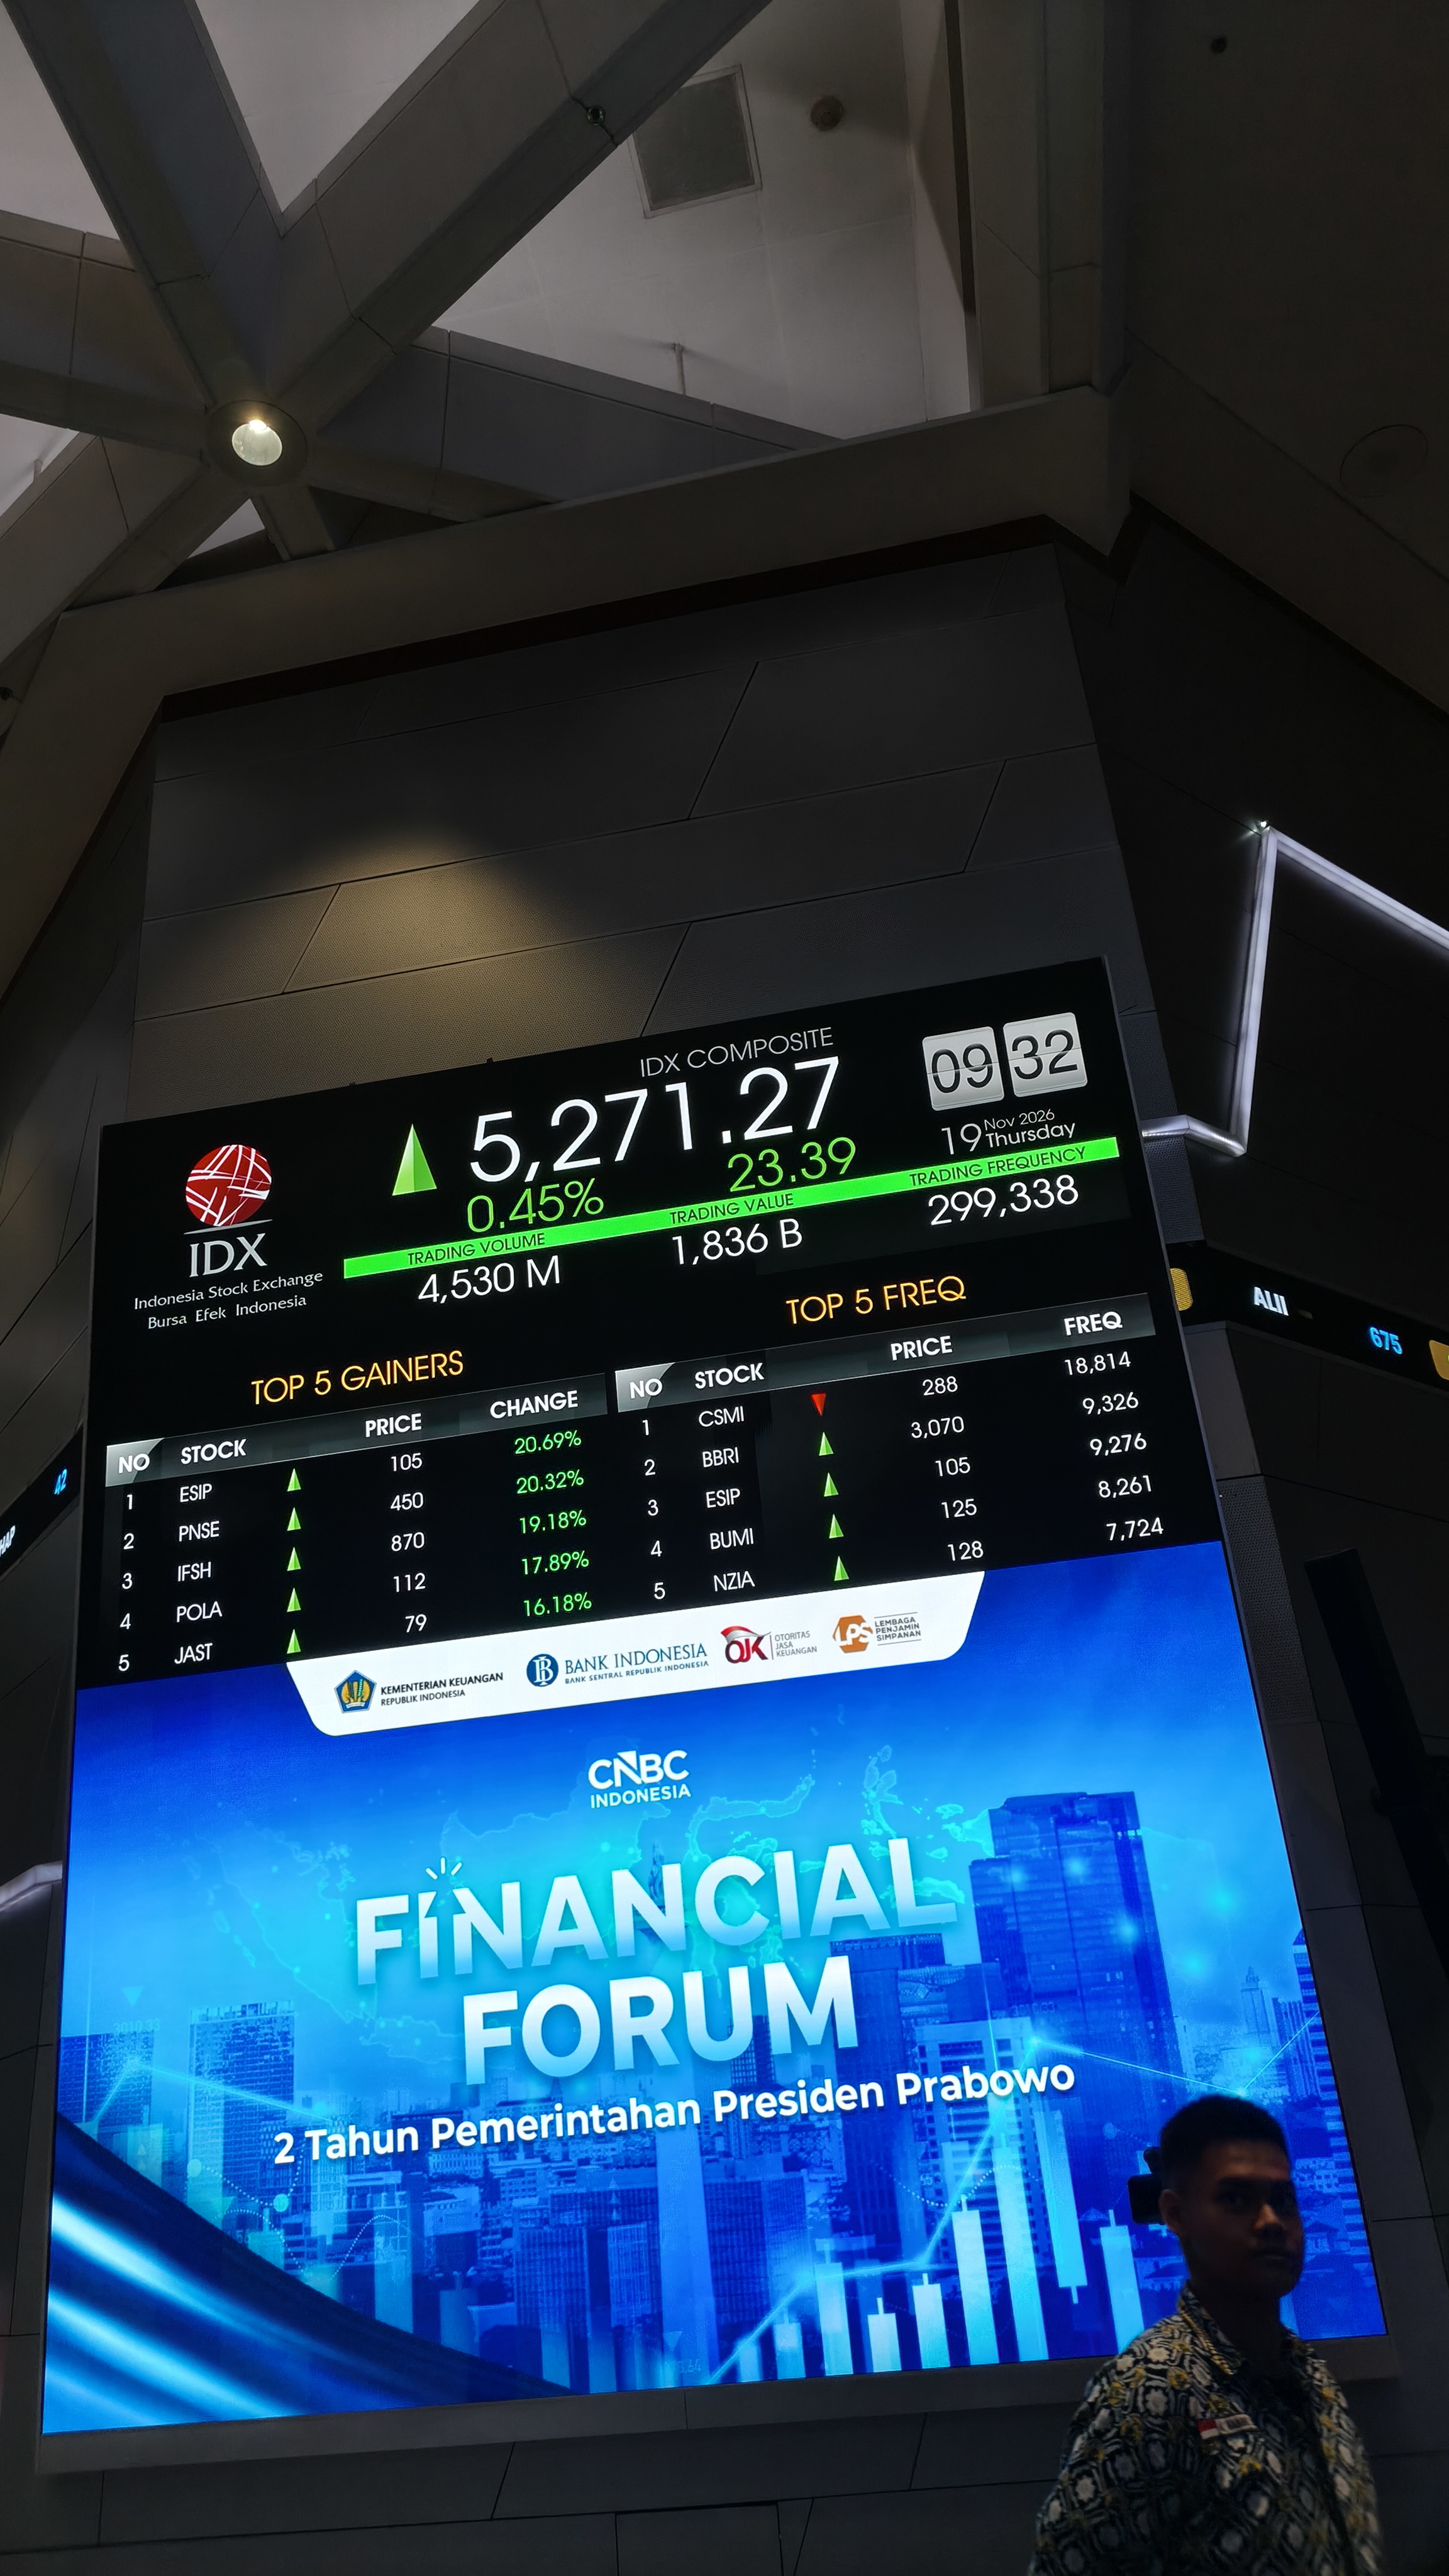 IDX COMPOSITE
5,271.27
0.45% 23.39
09 32
19 Nov 2026
Thursday
IDX
Indonesia Stock Exchange
Bursa Efek Indonesia
TRADING VOLUME TRADING VALUE TRADING FREQUENCY
4,530 M 1,836 B 299,338
TOP 5 GAINERS
NO STOCK PRICE CHANGE
1 ESIP 105 20.69%
2 PNSE 450 20.32%
3 IFSH 870 19.18%
4 POLA 112 17.89%
5 JAST 79 16.18%
TOP 5 FREQ
NO STOCK PRICE FREQ
1 CSMI 288 18,814
2 BBRI 3,070 9,326
3 ESIP 105 9,276
4 BUMI 125 8,261
5 NZIA 128 7,724
ALII 675
42
KEMENTERIAN KEUANGAN
REPUBLIK INDONESIA
BANK INDONESIA
BANK SENTRAL REPUBLIK INDONESIA
OJK
OTORITAS
JASA
KEUANGAN
LPS
LEMBAGA
PENJAMIN
SIMPANAN
CNBC
INDONESIA
FINANCIAL
FORUM
2 Tahun Pemerintahan Presiden Prabowo